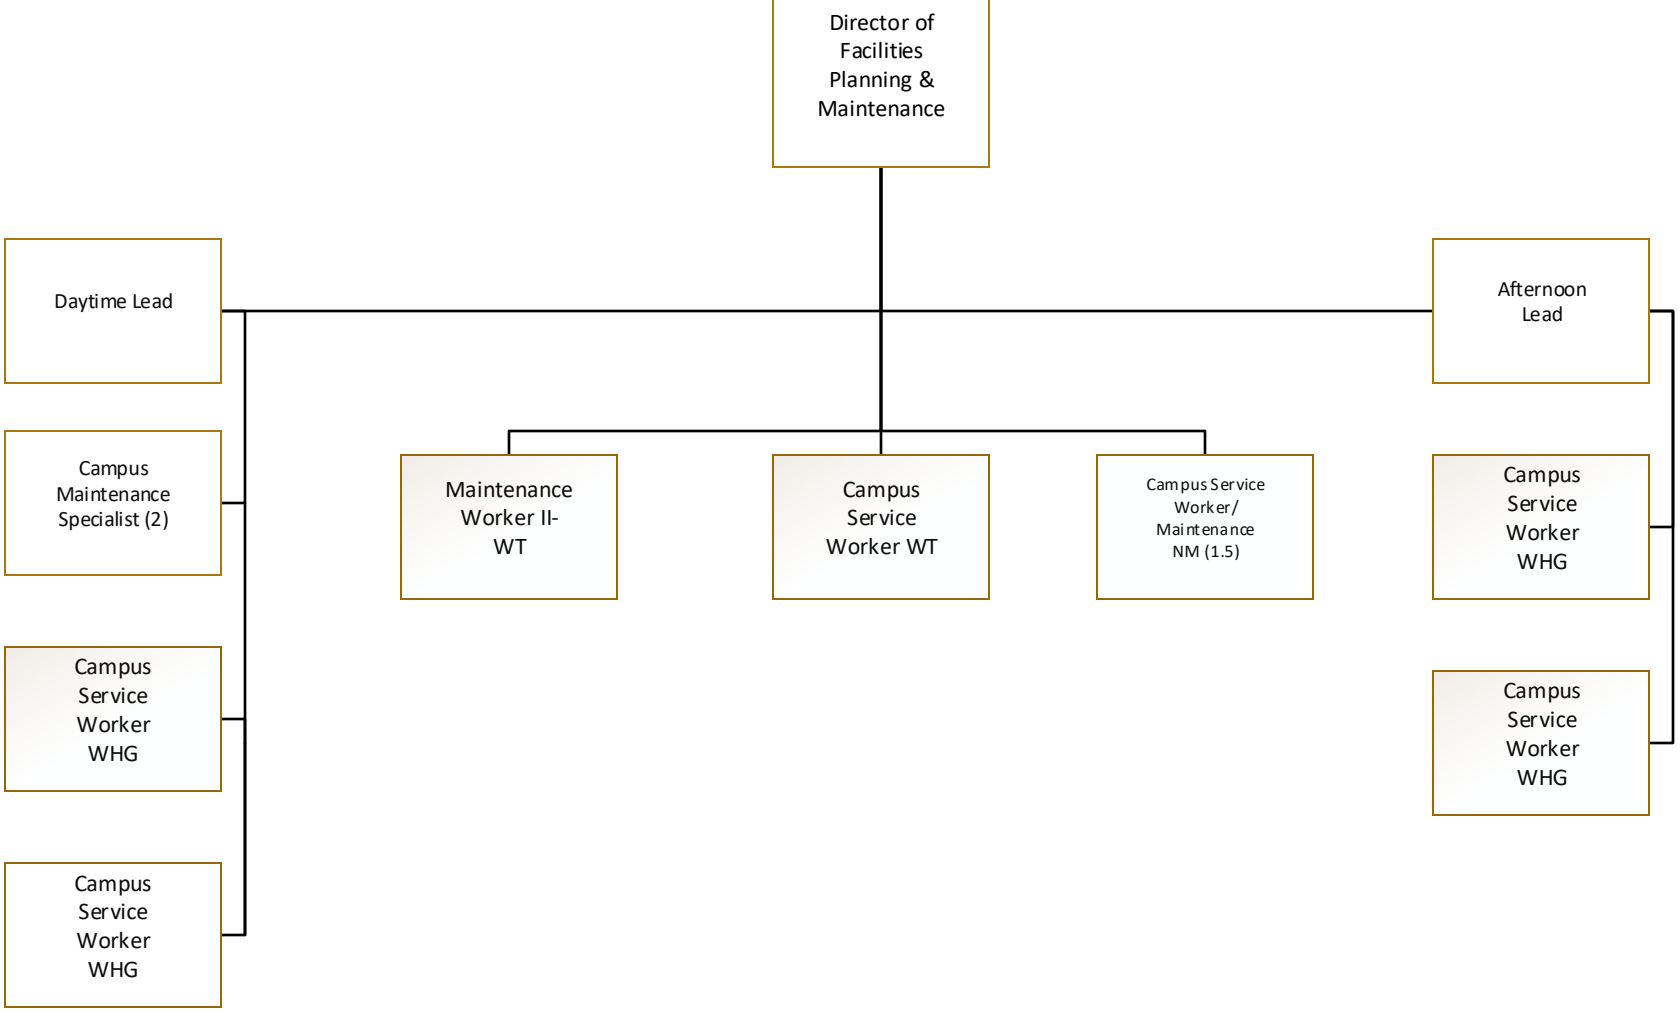 Director of
Facilities
Planning &
Maintenance
Daytime Lead
Afternoon
Lead
Campus
Maintenance
Specialist (2)
Maintenance
Worker II-
WT
Campus
Service
Worker WT
Campus Service
Worker/
Maintenance
NM (1.5)
Campus
Service
Worker
WHG
Campus
Service
Worker
WHG
Campus
Service
Worker
WHG
Campus
Service
Worker
WHG